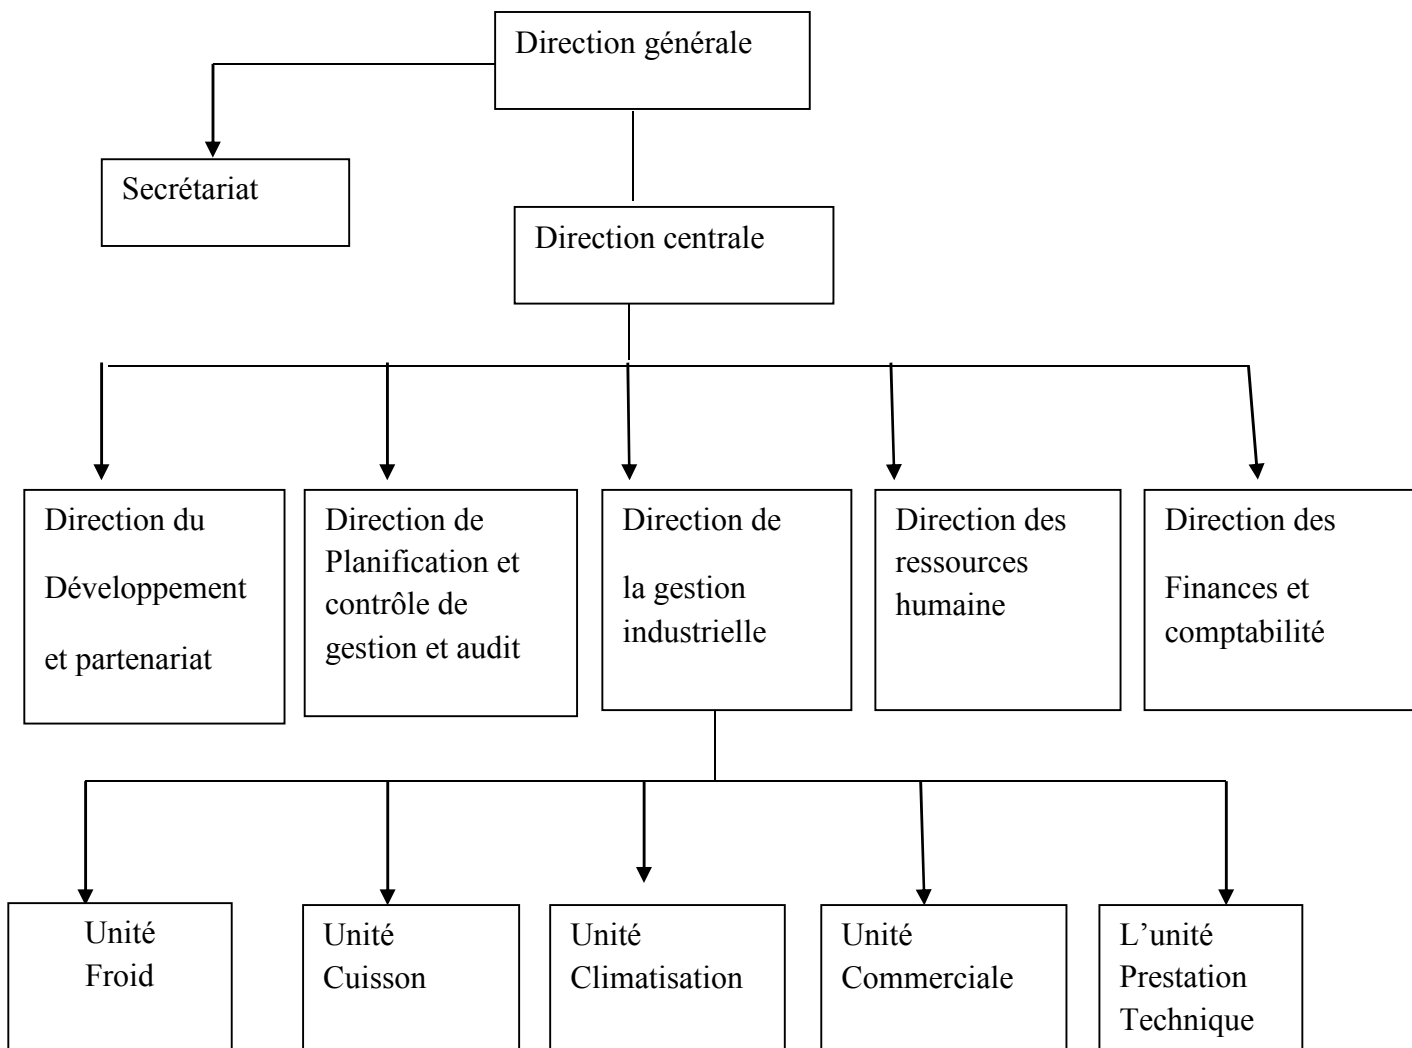 Direction générale
Secrétariat
Direction centrale
Direction du
Développement
et partenariat
Direction de
Planification et
contrôle de
gestion et audit
Direction de
la gestion
industrielle
Direction des
ressources
humaine
Direction des
Finances et
comptabilité
Unité
Froid
Unité
Cuisson
Unité
Climatisation
Unité
Commerciale
L’unité
Prestation
Technique